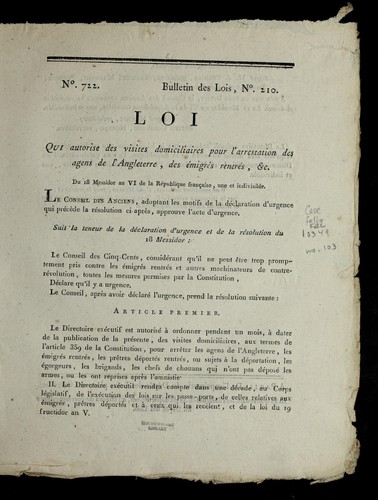 N°. 722. Bulletin des Lois, N°. 210.
LOI
QUI autorise des visites domiciliaires pour l'arrestation des
agens de l'Angleterre, des émigrés rentrés, &c.
Du 18 Messidor an VI de la République française, une et indivisible.
LE CONSEIL DES ANCIENS, adoptant les motifs de la déclaration d'urgence
qui précède la résolution ci après, approuve l'acte d'urgence.
Suit la teneur de la déclaration d'urgence et de la résolution du
18 Messidor :
Le Conseil des Cinq-Cents, considérant qu'il ne peut être trop promp-
tement pris contre les émigrés rentrés et autres machinateurs de contre-
révolution, toutes les mesures permises par la Constitution,
Déclare qu'il y a urgence.
Le Conseil, après avoir déclaré l'urgence, prend la résolution suivante :
ARTICLE PREMIER.
Le Directoire exécutif est autorisé à ordonner pendant un mois, à dater
de la publication de la présente, des visites domiciliaires, aux termes de
l'article 359 de la Constitution, pour arrêter les agens de l'Angleterre, les
émigrés rentrés, les prêtres déportés rentrés, ou sujets à la déportation, les
égorgeurs, les brigands, les chefs de chouans qui n'ont pas déposé les
armes, ou les ont reprises après l'amnistie
II. Le Directoire exécutif rendra compte dans une décade, au Corps
législatif, de l'exécution des lois sur les passe-ports, de celles relatives aux
émigrés, prêtres déportés et à ceux qui les recèlent, et de la loi du 19
fructidor an V.
Case
folio